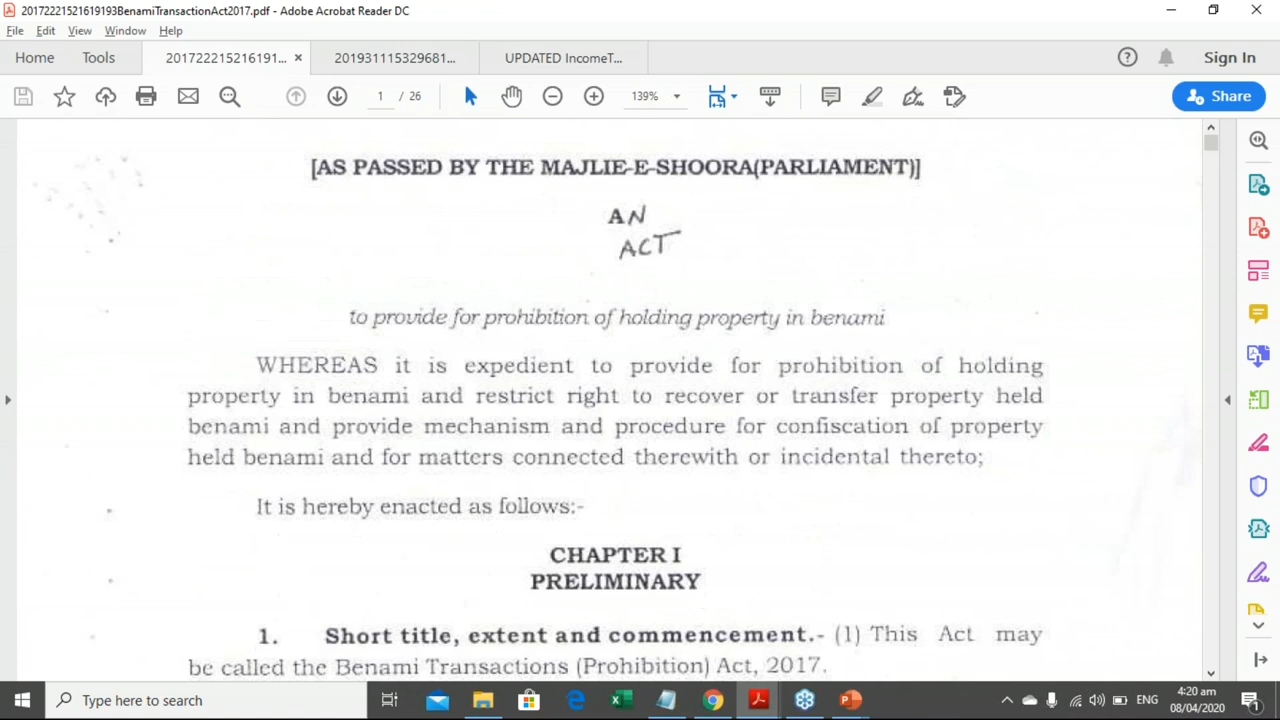 201722215216191​93BenamiTransactionAct2017.pdf - Adobe Acrobat Reader DC
File Edit View Window Help
Home Tools 201722215216191... × 201931115329681... UPDATED IncomeT... Sign In
1 / 26 139% Share
[AS PASSED BY THE MAJLIE-E-SHOORA(PARLIAMENT)]
AN
ACT
to provide for prohibition of holding property in benami
WHEREAS it is expedient to provide for prohibition of holding
property in benami and restrict right to recover or transfer property held
benami and provide mechanism and procedure for confiscation of property
held benami and for matters connected therewith or incidental thereto;
It is hereby enacted as follows:-
CHAPTER I
PRELIMINARY
1. Short title, extent and commencement.- (1) This Act may
be called the Benami Transactions (Prohibition) Act, 2017.
Type here to search
ENG
4:20 am
08/04/2020
1